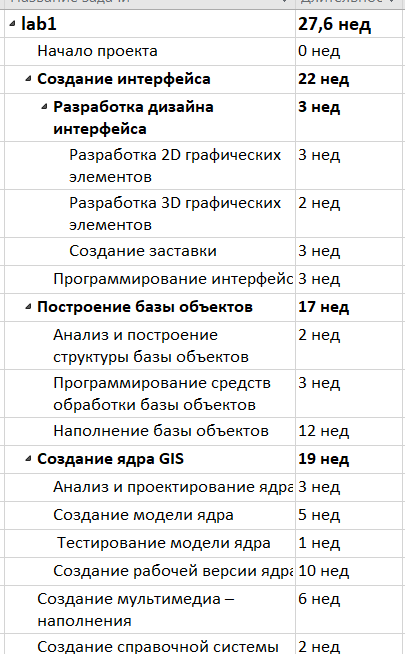 lab1 27,6 нед
Начало проекта 0 нед
Создание интерфейса 22 нед
Разработка дизайна 3 нед
интерфейса
Разработка 2D графических 3 нед
элементов
Разработка 3D графических 2 нед
элементов
Создание заставки 3 нед
Программирование интерфейс 3 нед
Построение базы объектов 17 нед
Анализ и построение 2 нед
структуры базы объектов
Программирование средств 3 нед
обработки базы объектов
Наполнение базы объектов 12 нед
Создание ядра GIS 19 нед
Анализ и проектирование ядра 3 нед
Создание модели ядра 5 нед
Тестирование модели ядра 1 нед
Создание рабочей версии ядра 10 нед
Создание мультимедиа – 6 нед
наполнения
Создание справочной системы 2 нед